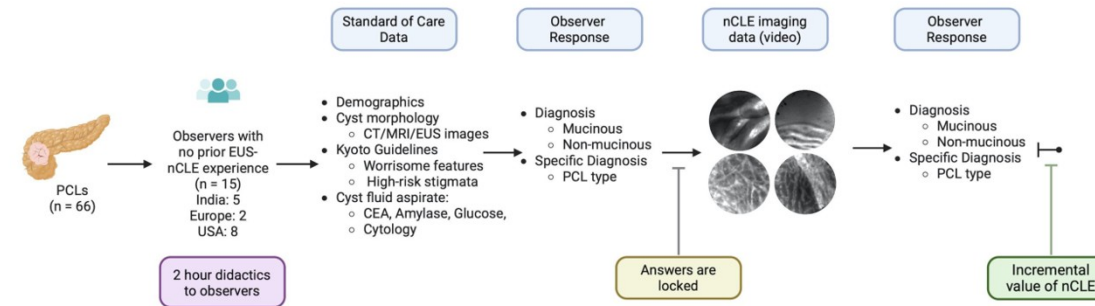 Standard of Care
Data
Observer
Response
nCLE imaging
data (video)
Observer
Response
PCLs
(n = 66)
Observers with
no prior EUS-
nCLE experience
(n = 15)
India: 5
Europe: 2
USA: 8
2 hour didactics
to observers
• Demographics
• Cyst morphology
○ CT/MRI/EUS images
• Kyoto Guidelines
○ Worrisome features
○ High-risk stigmata
• Cyst fluid aspirate:
○ CEA, Amylase, Glucose,
○ Cytology
• Diagnosis
○ Mucinous
○ Non-mucinous
• Specific Diagnosis
○ PCL type
Answers are
locked
• Diagnosis
○ Mucinous
○ Non-mucinous
• Specific Diagnosis
○ PCL type
Incremental
value of nCLE